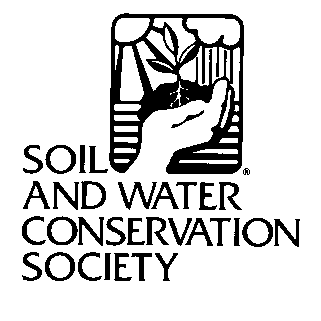 SOIL
AND WATER
CONSERVATION
SOCIETY
®